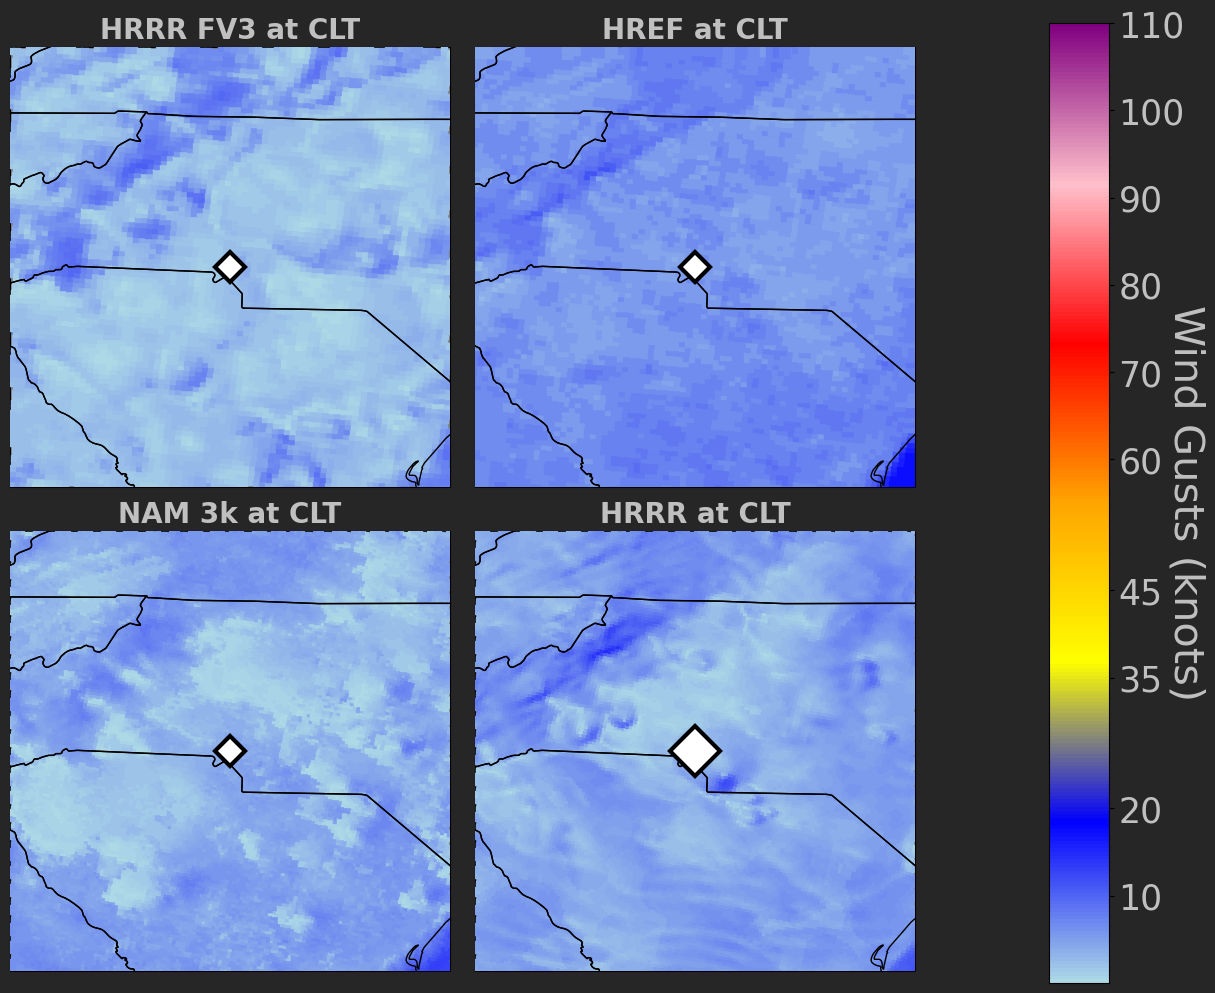 HRRR FV3 at CLT
HREF at CLT
NAM 3k at CLT
HRRR at CLT
110
100
90
80
70
60
45
35
20
10
Wind Gusts (knots)